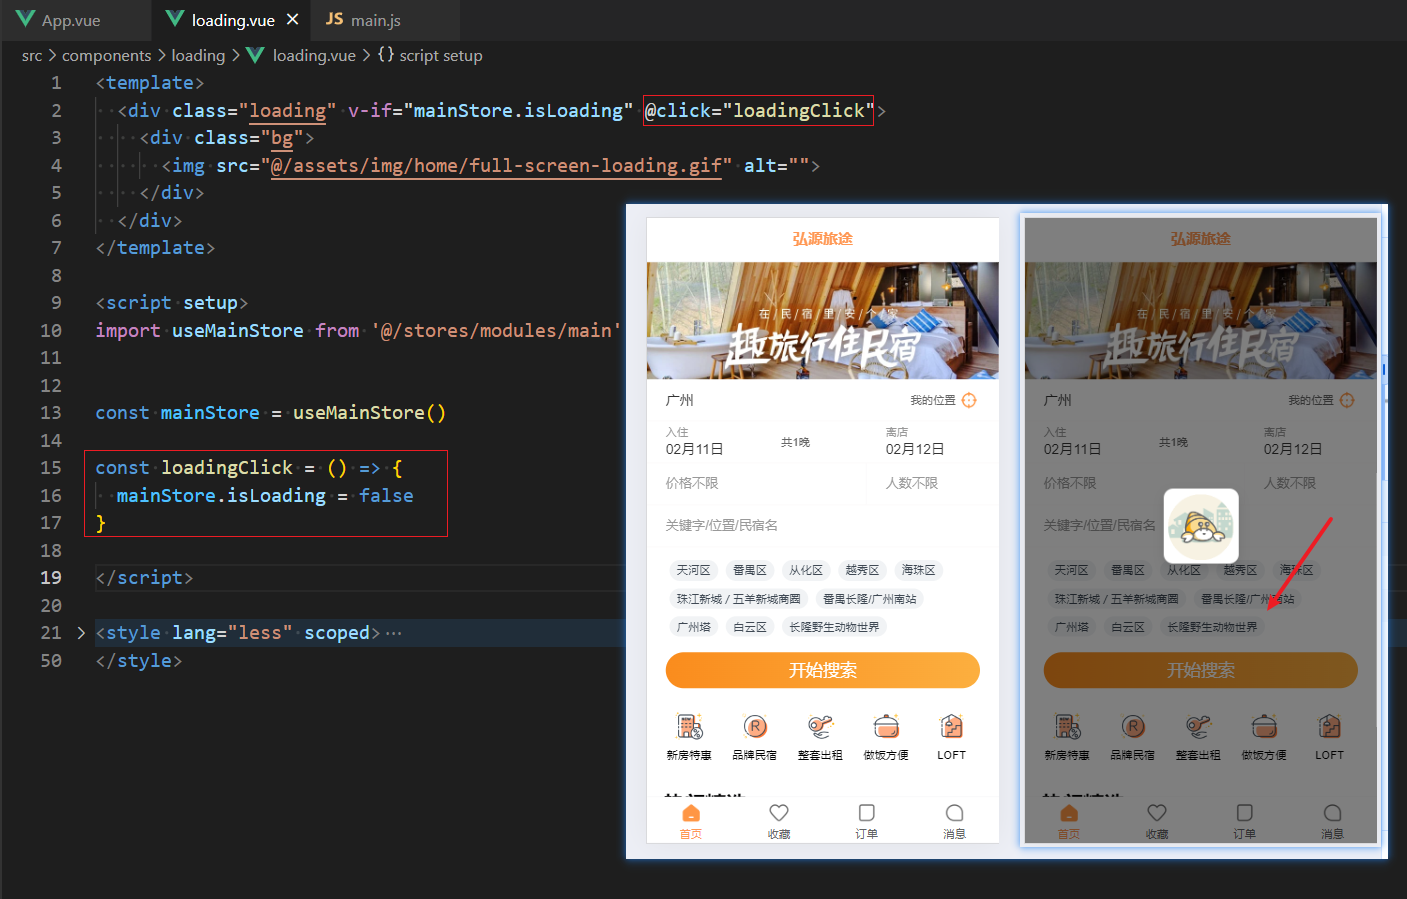 App.vue
loading.vue
JS main.js
src > components > loading > loading.vue > {} script setup
1 <template>
2 <div class="loading" v-if="mainStore.isLoading" @click="loadingClick">
3 <div class="bg">
4 <img src="@/assets/img/home/full-screen-loading.gif" alt="">
5 </div>
6 </div>
7 </template>
8
9 <script setup>
10 import useMainStore from '@/stores/modules/main'
11
12
13 const mainStore = useMainStore()
14
15 const loadingClick = () => {
16 mainStore.isLoading = false
17 }
18
19 </script>
20
21 <style lang="less" scoped>...
50 </style>
弘源旅途
在民宿里安个家
趣旅行住民宿
广州
我的位置
入住
离店
02月11日
共1晚
02月12日
价格不限
人数不限
关键字/位置/民宿名
天河区 番禺区 从化区 越秀区 海珠区
珠江新城 / 五羊新城商圈 番禺长隆/广州南站
广州塔 白云区 长隆野生动物世界
开始搜索
新房特惠 品牌民宿 整套出租 做饭方便 LOFT
首页 收藏 订单 消息
弘源旅途
在民宿里安个家
趣旅行住民宿
广州
我的位置
入住
离店
02月11日
共1晚
02月12日
价格不限
人数不限
关键字/位置/民宿名
天河区 番禺区 从化区 越秀区 海珠区
珠江新城 / 五羊新城商圈 番禺长隆/广州南站
广州塔 白云区 长隆野生动物世界
开始搜索
新房特惠 品牌民宿 整套出租 做饭方便 LOFT
首页 收藏 订单 消息